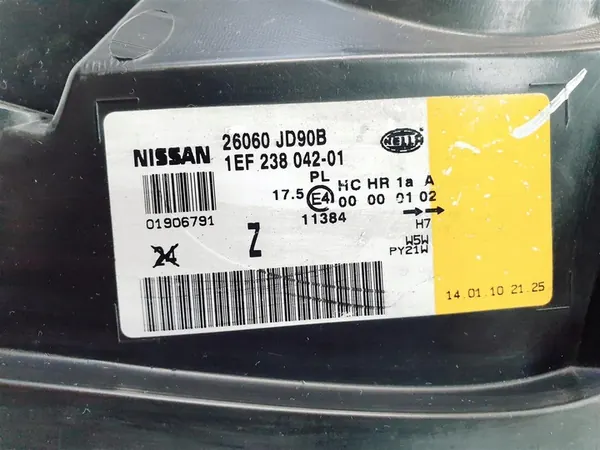 NISSAN
26060 JD90B
1EF 238 042-01
HELLA
PL
17.5 E4 HC HR 1a A
00 00 01 02
11384
H7
W5W
PY21W
01906791
24
Z
14.01.10 21.25